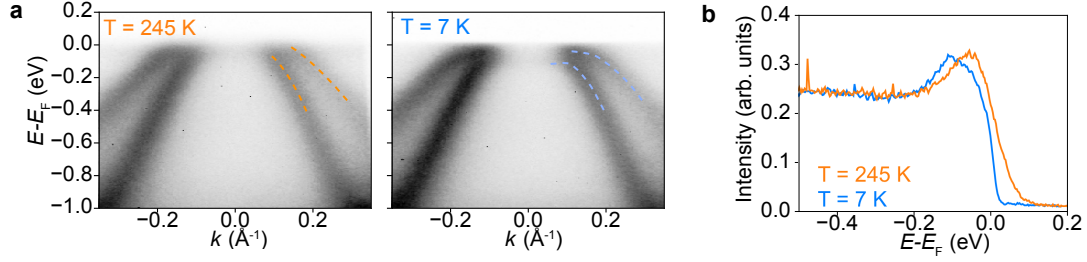 a
T = 245 K
T = 7 K
E-E_F (eV)
0.2
0.0
−0.2
−0.4
−0.6
−0.8
−1.0
−0.2
0.0
0.2
−0.2
0.0
0.2
k (Å⁻¹)
k (Å⁻¹)
b
Intensity (arb. units)
0.4
0.3
0.2
0.1
0.0
T = 245 K
T = 7 K
−0.4
−0.2
0.0
0.2
E-E_F (eV)